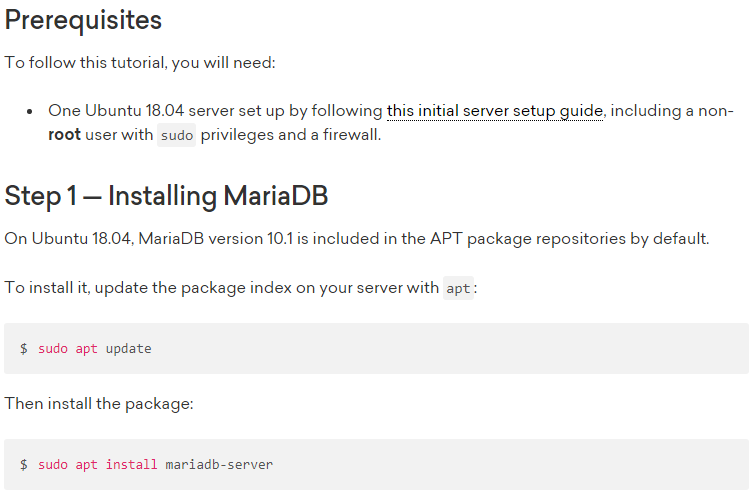 Prerequisites
To follow this tutorial, you will need:
• One Ubuntu 18.04 server set up by following this initial server setup guide, including a non-
root user with sudo privileges and a firewall.
Step 1 — Installing MariaDB
On Ubuntu 18.04, MariaDB version 10.1 is included in the APT package repositories by default.
To install it, update the package index on your server with apt:
$ sudo apt update
Then install the package:
$ sudo apt install mariadb-server